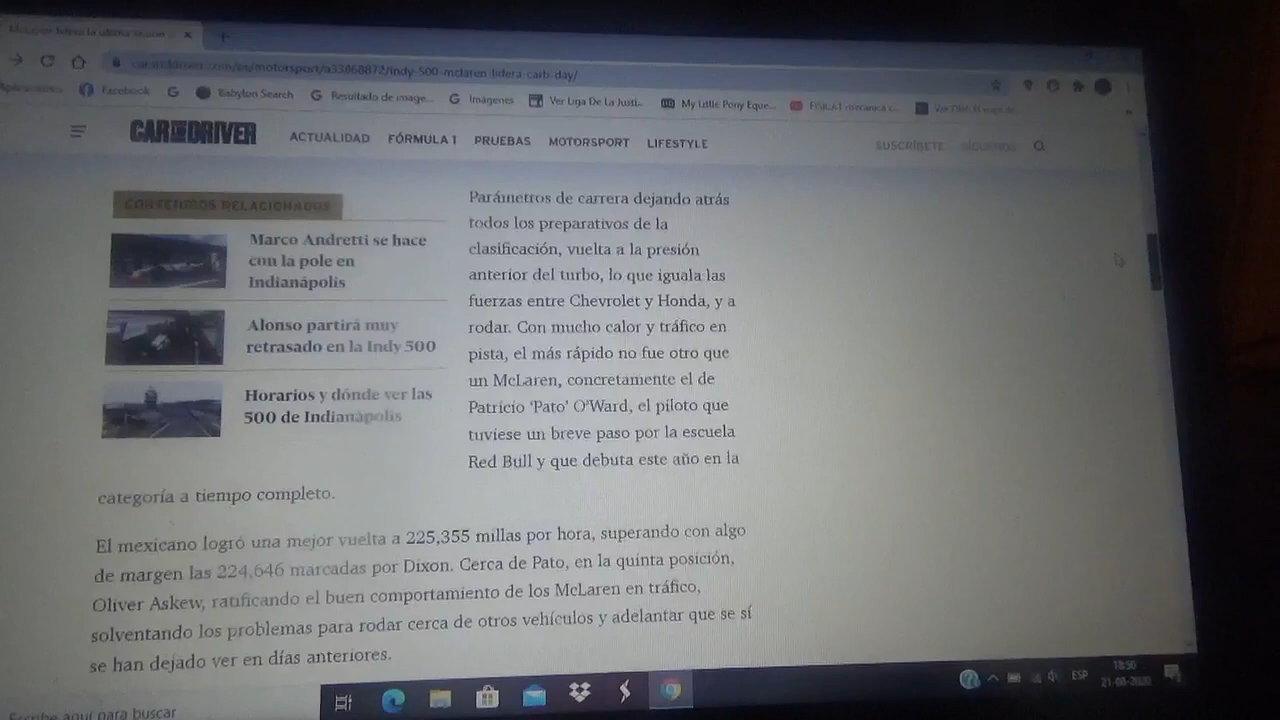 caranddriver.com/es/motorsport/a33868872/indy-500-mclaren-lidera-carb-day/
Facebook
Babylon Search
Resultado de image...
Imágenes
Ver Liga De La Justi...
My Little Pony Eque...
CAR AND DRIVER
ACTUALIDAD
FÓRMULA 1
PRUEBAS
MOTORSPORT
LIFESTYLE
SUSCRÍBETE
SÍGUENOS
CONTENIDOS RELACIONADOS
Marco Andretti se hace
con la pole en
Indianápolis
Alonso partirá muy
retrasado en la Indy 500
Horarios y dónde ver las
500 de Indianápolis
Parámetros de carrera dejando atrás
todos los preparativos de la
clasificación, vuelta a la presión
anterior del turbo, lo que iguala las
fuerzas entre Chevrolet y Honda, y a
rodar. Con mucho calor y tráfico en
pista, el más rápido no fue otro que
un McLaren, concretamente el de
Patricio ‘Pato’ O’Ward, el piloto que
tuviese un breve paso por la escuela
Red Bull y que debuta este año en la
categoría a tiempo completo.
El mexicano logró una mejor vuelta a 225,355 millas por hora, superando con algo
de margen las 224,646 marcadas por Dixon. Cerca de Pato, en la quinta posición,
Oliver Askew, ratificando el buen comportamiento de los McLaren en tráfico,
solventando los problemas para rodar cerca de otros vehículos y adelantar que se sí
se han dejado ver en días anteriores.
Escribe aquí para buscar
ESP
18:50
21-08-2020